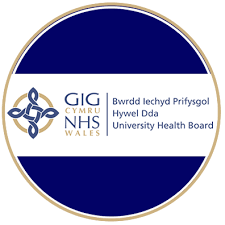 GIG
CYMRU
NHS
WALES
Bwrdd Iechyd Prifysgol
Hywel Dda
University Health Board